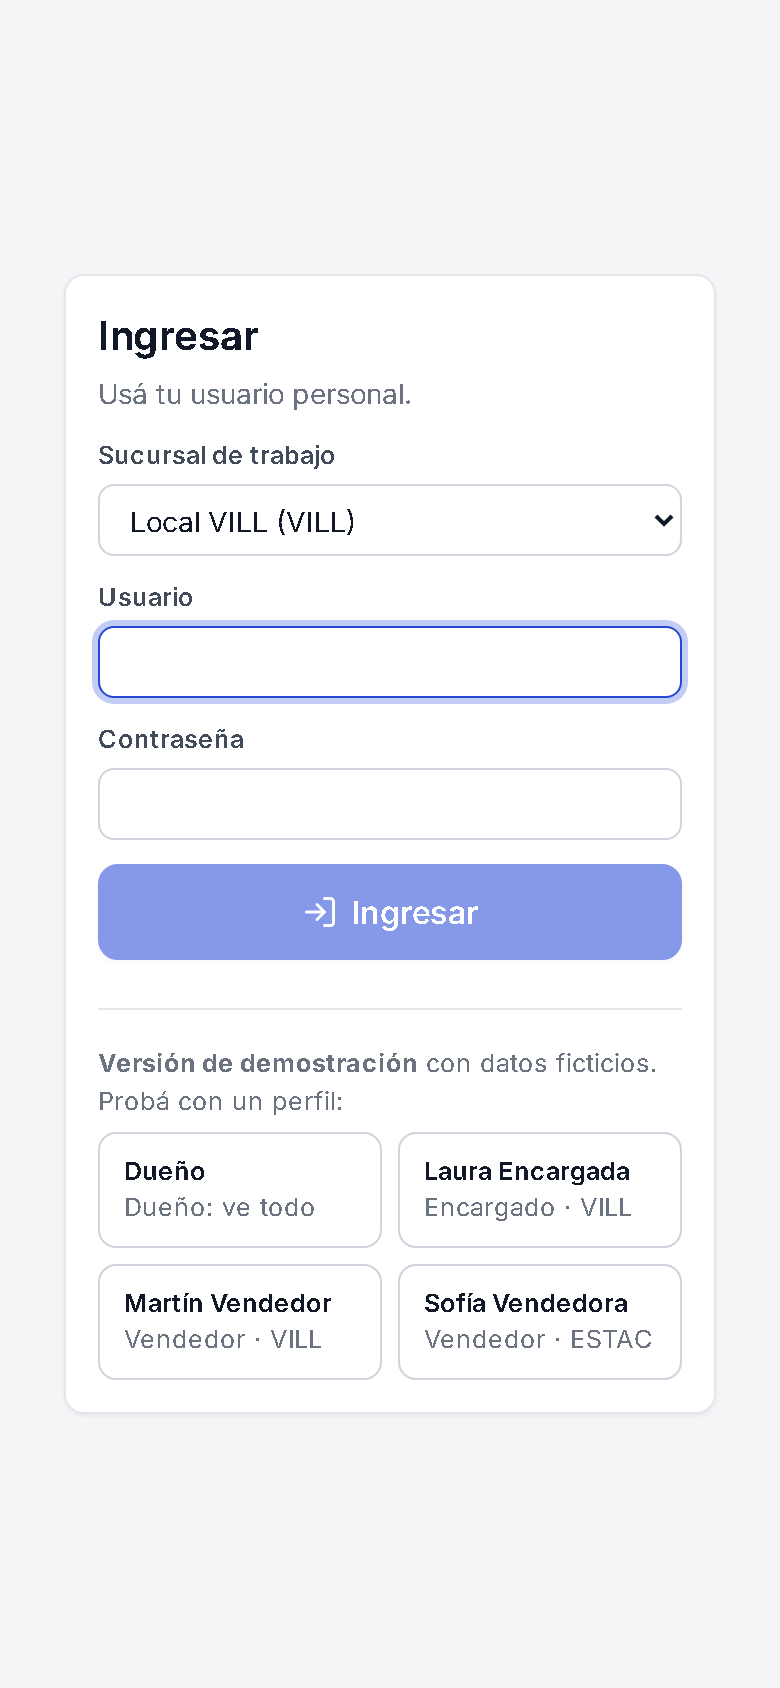 Ingresar
Usá tu usuario personal.
Sucursal de trabajo
Local VILL (VILL)
Usuario
Contraseña
Ingresar
Versión de demostración con datos ficticios.
Probá con un perfil:
Dueño
Dueño: ve todo
Laura Encargada
Encargado · VILL
Martín Vendedor
Vendedor · VILL
Sofía Vendedora
Vendedor · ESTAC